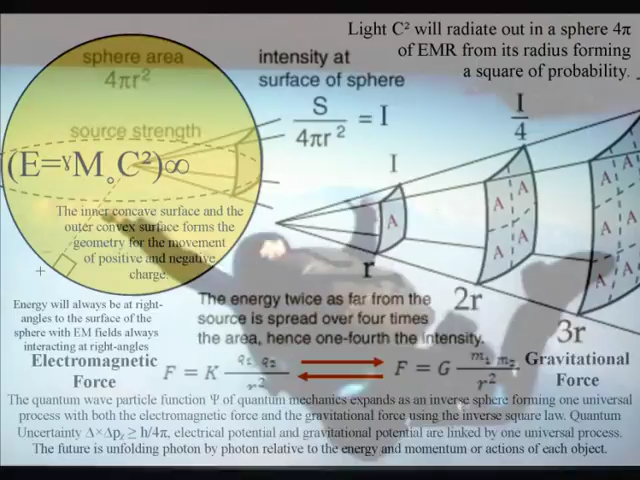 Light C² will radiate out in a sphere 4π
of EMR from its radius forming
a square of probability.
sphere area
4πr²
intensity at
surface of sphere
S
4πr² = I
source strength
(E=ˠM₀C²)∞
The inner concave surface and the
outer convex surface forms the
geometry for the movement
of positive and negative
charge.
+
Energy will always be at right-
angles to the surface of the
sphere with EM fields always
interacting at right-angles
I
I
4
A
A A
A A
A A
A
A A
r
2r
3r
The energy twice as far from the
source is spread over four times
the area, hence one-fourth the intensity.
Electromagnetic
Force
F = K q₁ q₂
r²
F = G m₁ m₂
r²
Gravitational
Force
The quantum wave particle function Ψ of quantum mechanics expands as an inverse sphere forming one universal
process with both the electromagnetic force and the gravitational force using the inverse square law. Quantum
Uncertainty Δ×Δpₓ ≥ h/4π, electrical potential and gravitational potential are linked by one universal process.
The future is unfolding photon by photon relative to the energy and momentum or actions of each object.